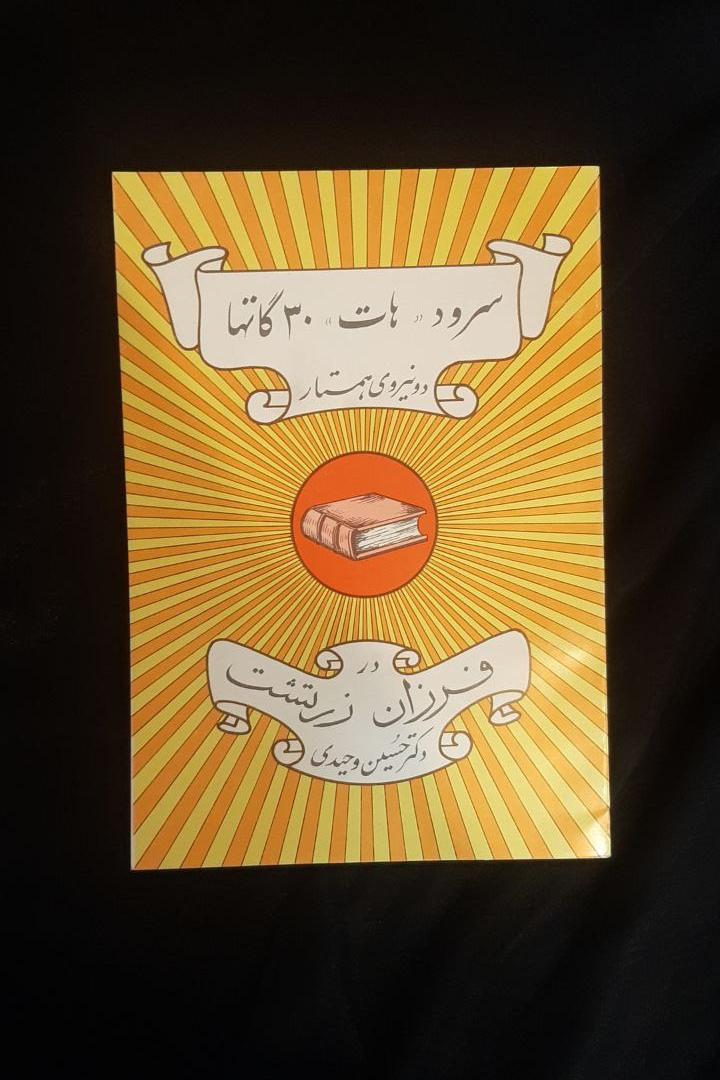 سرود «هات» ۳۰ گاتها
دو نیروی همستار
در
فرزان زرتشت
دکتر حسین وحیدی